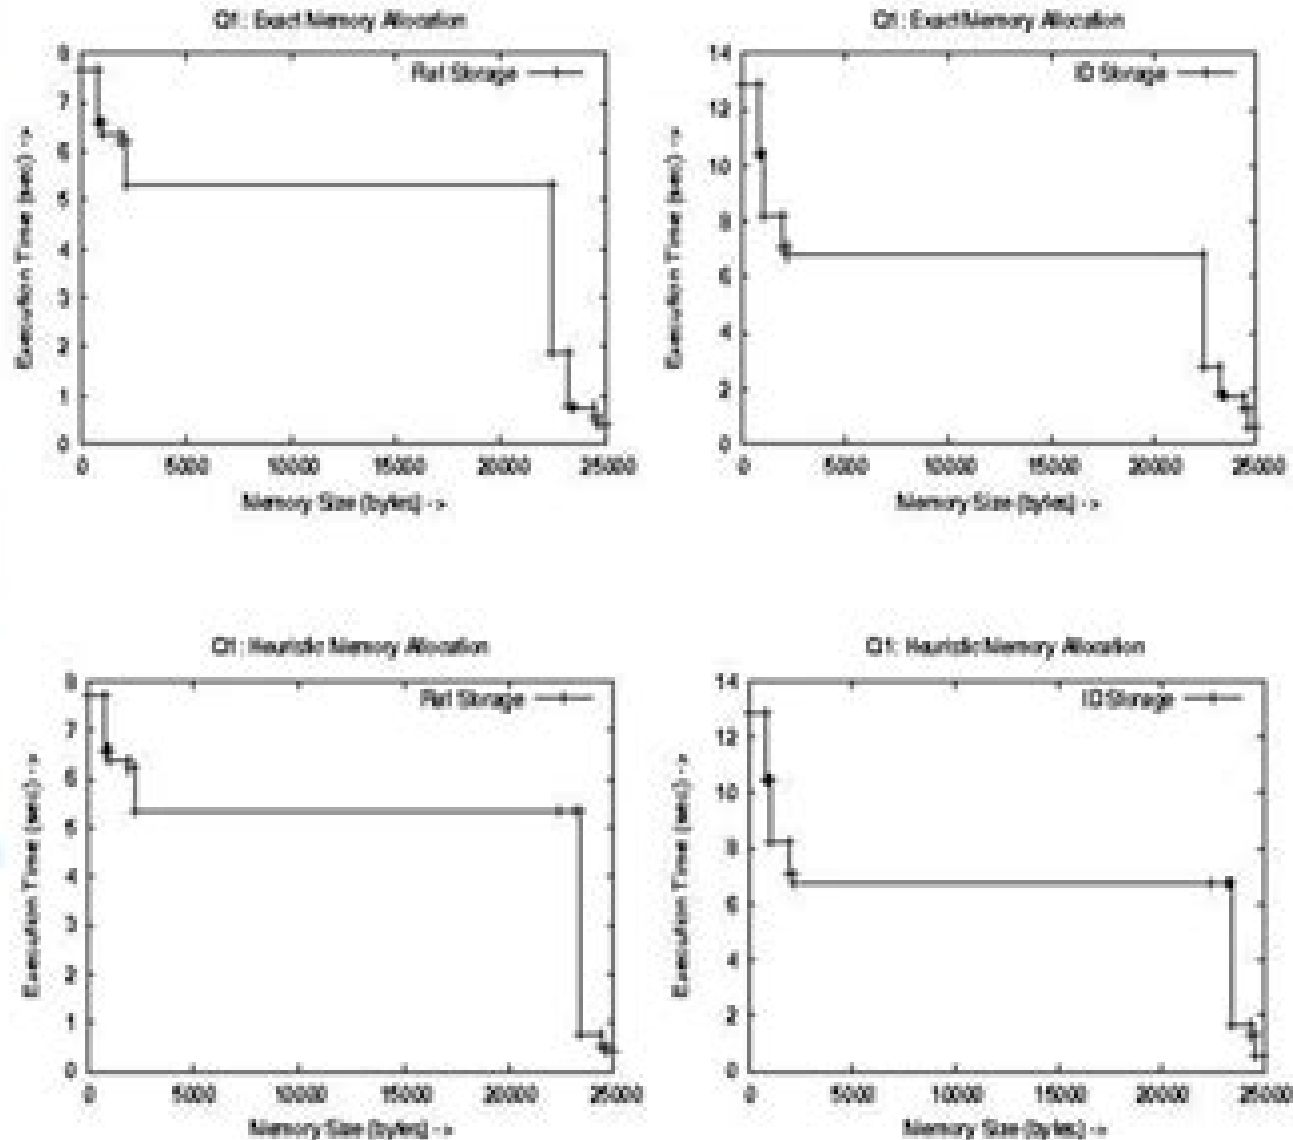 Q1: Exact Memory Allocation
Flat Storage
8
7
6
5
4
3
2
1
0
0 5000 10000 15000 20000 25000
Execution Time (sec) ->
Memory Size (bytes) ->
Q1: Exact Memory Allocation
ID Storage
14
12
10
8
6
4
2
0
0 5000 10000 15000 20000 25000
Execution Time (sec) ->
Memory Size (bytes) ->
Q1: Heuristic Memory Allocation
Flat Storage
8
7
6
5
4
3
2
1
0
0 5000 10000 15000 20000 25000
Execution Time (sec) ->
Memory Size (bytes) ->
Q1: Heuristic Memory Allocation
ID Storage
14
12
10
8
6
4
2
0
0 5000 10000 15000 20000 25000
Execution Time (sec) ->
Memory Size (bytes) ->